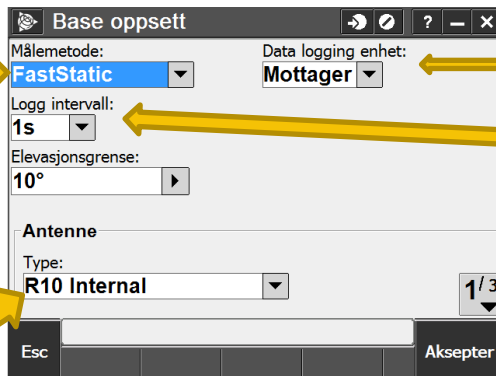 Base oppsett
? – ×
Målemetode:
Data logging enhet:
FastStatic
Mottager
Logg intervall:
1s
Elevasjonsgrense:
10°
Antenne
Type:
R10 Internal
1/3
Esc
Aksepter